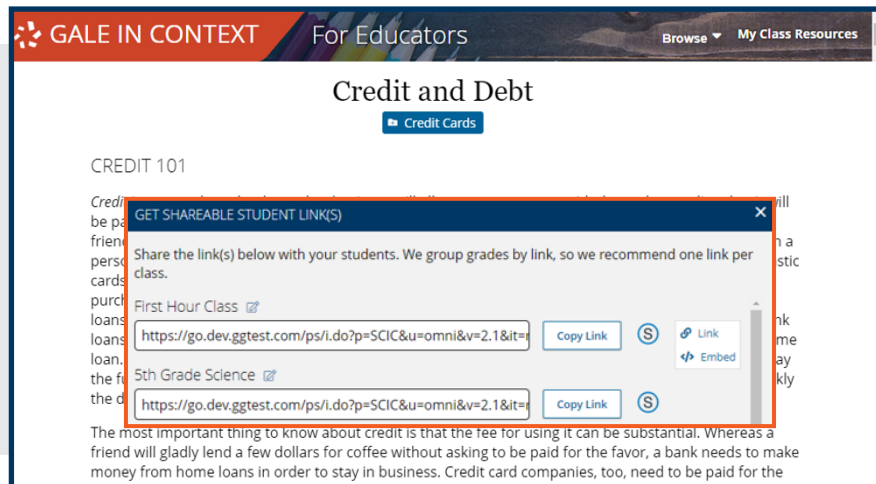 GALE IN CONTEXT For Educators Browse My Class Resources
Credit and Debt
Credit Cards
CREDIT 101
GET SHAREABLE STUDENT LINK(S)
Share the link(s) below with your students. We group grades by link, so we recommend one link per
class.
First Hour Class
https://go.dev.ggtest.com/ps/i.do?p=SCIC&u=omni&v=2.1&it= Copy Link S Link
Embed
5th Grade Science
https://go.dev.ggtest.com/ps/i.do?p=SCIC&u=omni&v=2.1&it= Copy Link S
The most important thing to know about credit is that the fee for using it can be substantial. Whereas a
friend will gladly lend a few dollars for coffee without asking to be paid for the favor, a bank needs to make
money from home loans in order to stay in business. Credit card companies, too, need to be paid for the